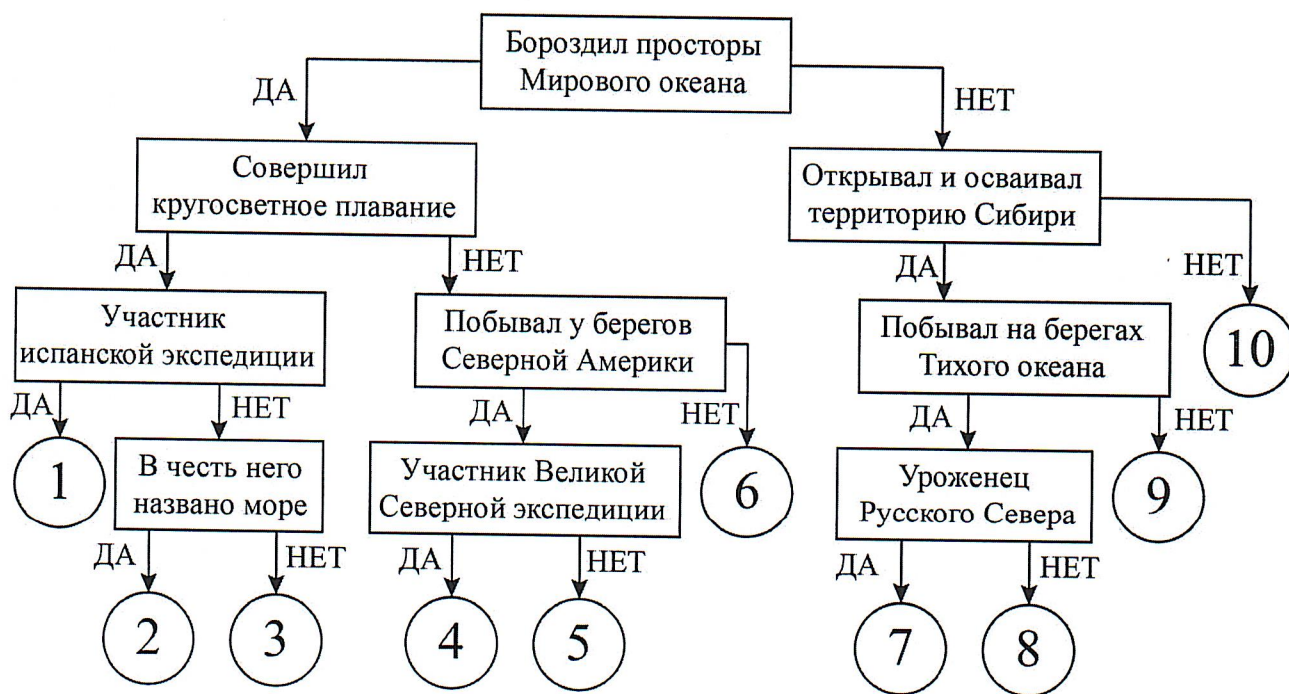 Бороздил просторы
Мирового океана
ДА
НЕТ
Совершил
кругосветное плавание
Открывал и осваивал
территорию Сибири
ДА
НЕТ
ДА
НЕТ
Участник
испанской экспедиции
Побывал у берегов
Северной Америки
Побывал на берегах
Тихого океана
10
ДА
НЕТ
ДА
НЕТ
ДА
НЕТ
1
В честь него
названо море
Участник Великой
Северной экспедиции
6
Уроженец
Русского Севера
9
ДА
НЕТ
ДА
НЕТ
ДА
НЕТ
2
3
4
5
7
8